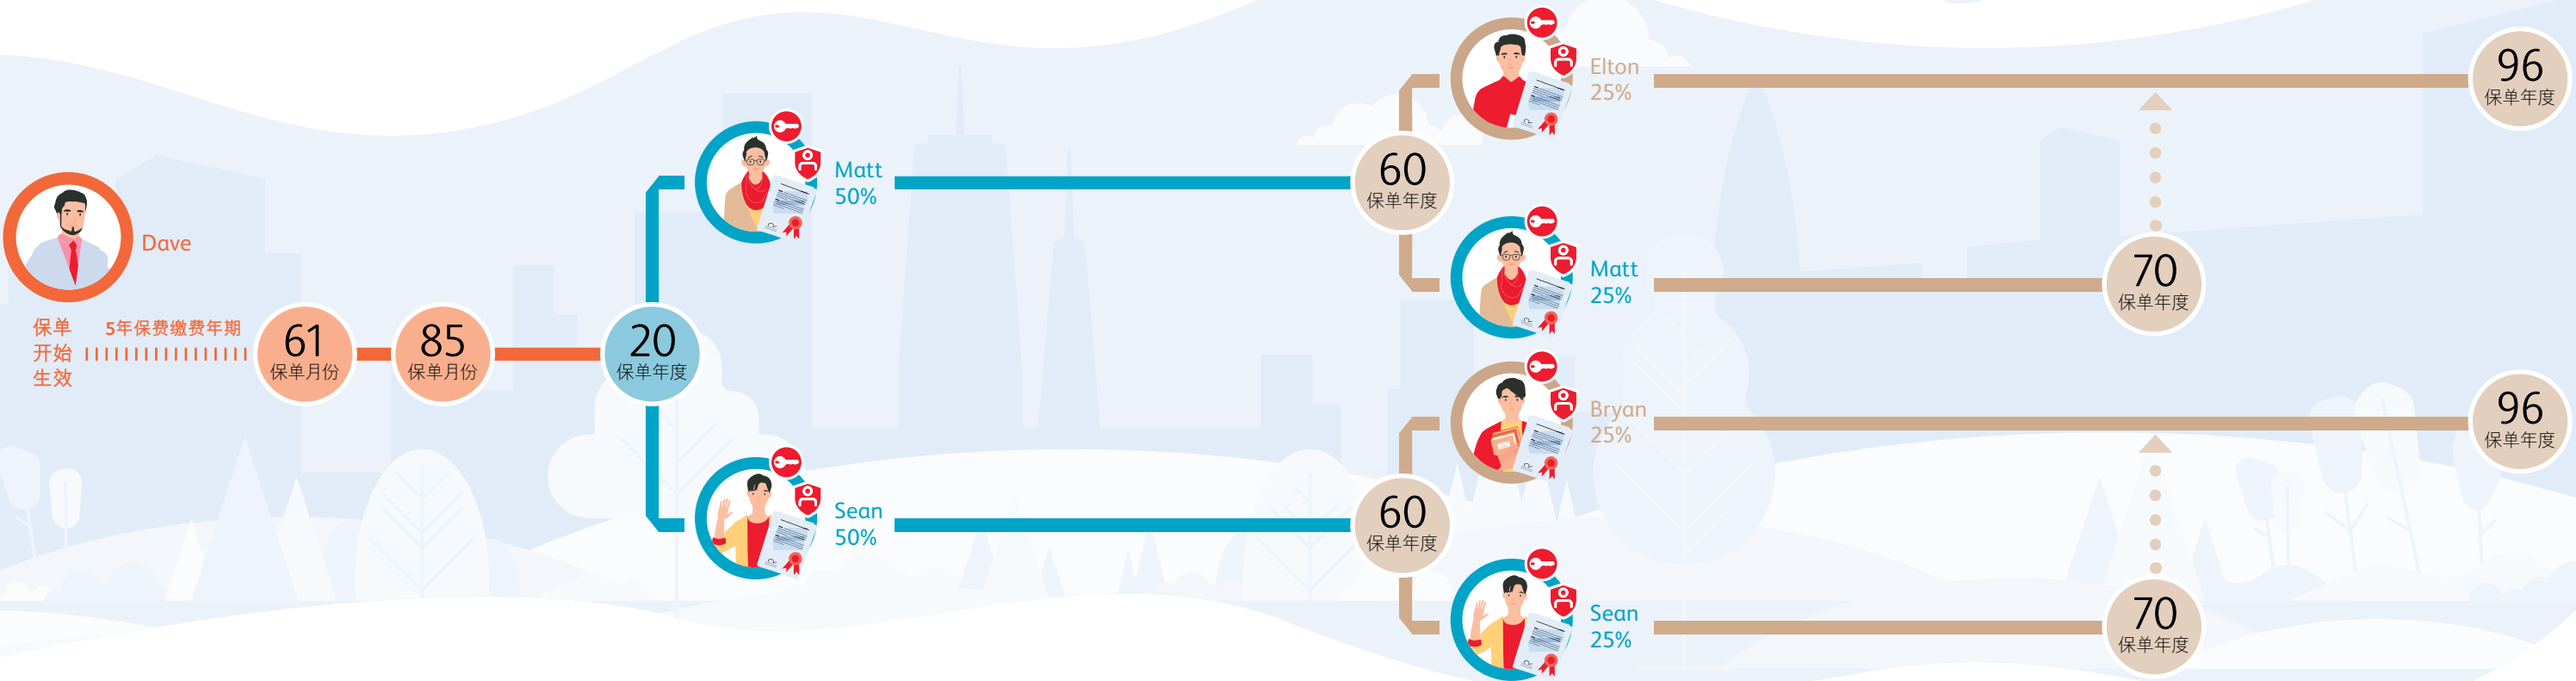 Dave
保单
开始
生效
5年保费缴费年期
61
保单月份
85
保单月份
20
保单年度
Matt
50%
Sean
50%
60
保单年度
Elton
25%
Matt
25%
96
保单年度
70
保单年度
60
保单年度
Bryan
25%
Sean
25%
96
保单年度
70
保单年度